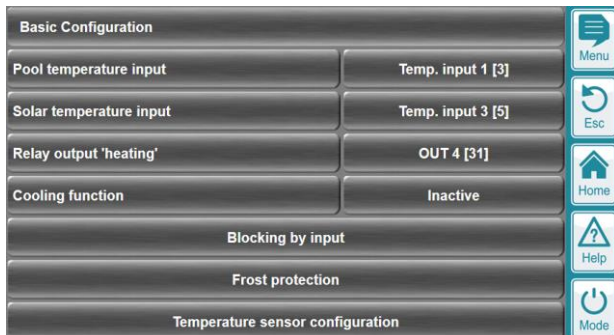 Basic Configuration
Menu
Pool temperature input
Temp. input 1 [3]
Solar temperature input
Temp. input 3 [5]
Esc
Relay output 'heating'
OUT 4 [31]
Home
Cooling function
Inactive
Blocking by input
Help
Frost protection
Temperature sensor configuration
Mode